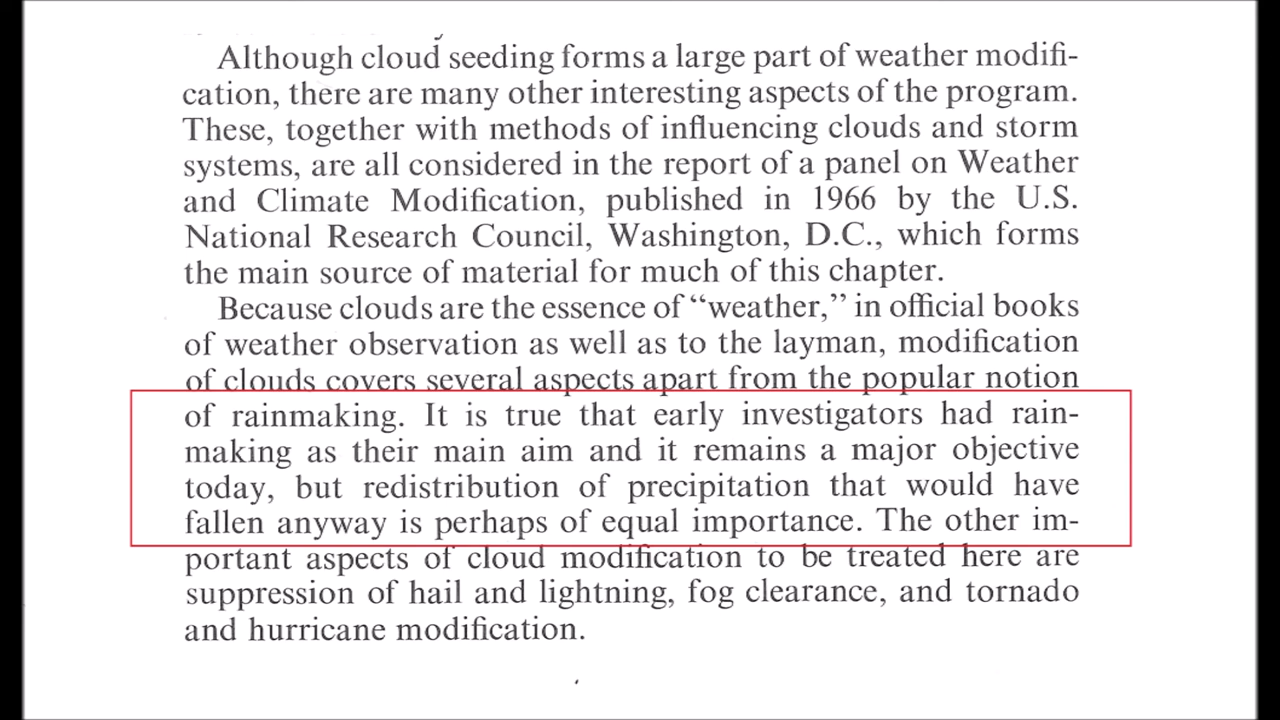 Although cloud seeding forms a large part of weather modifi-
cation, there are many other interesting aspects of the program.
These, together with methods of influencing clouds and storm
systems, are all considered in the report of a panel on Weather
and Climate Modification, published in 1966 by the U.S.
National Research Council, Washington, D.C., which forms
the main source of material for much of this chapter.
Because clouds are the essence of “weather,” in official books
of weather observation as well as to the layman, modification
of clouds covers several aspects apart from the popular notion
of rainmaking. It is true that early investigators had rain-
making as their main aim and it remains a major objective
today, but redistribution of precipitation that would have
fallen anyway is perhaps of equal importance. The other im-
portant aspects of cloud modification to be treated here are
suppression of hail and lightning, fog clearance, and tornado
and hurricane modification.